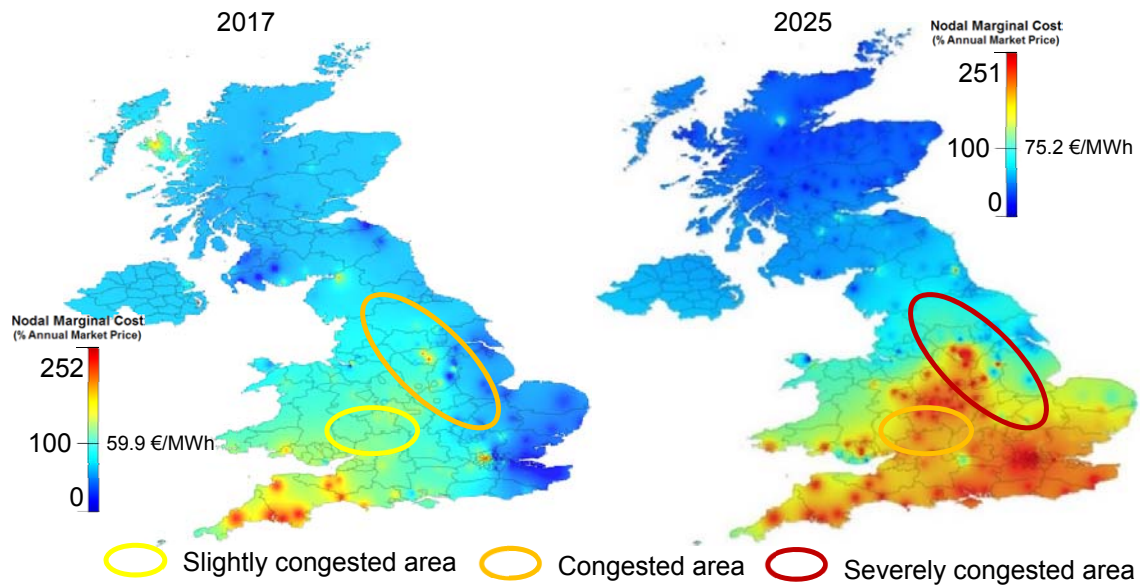 2017
2025
Nodal Marginal Cost
(% Annual Market Price)
251
100
75.2 €/MWh
0
Nodal Marginal Cost
(% Annual Market Price)
252
100
59.9 €/MWh
0
Slightly congested area
Congested area
Severely congested area